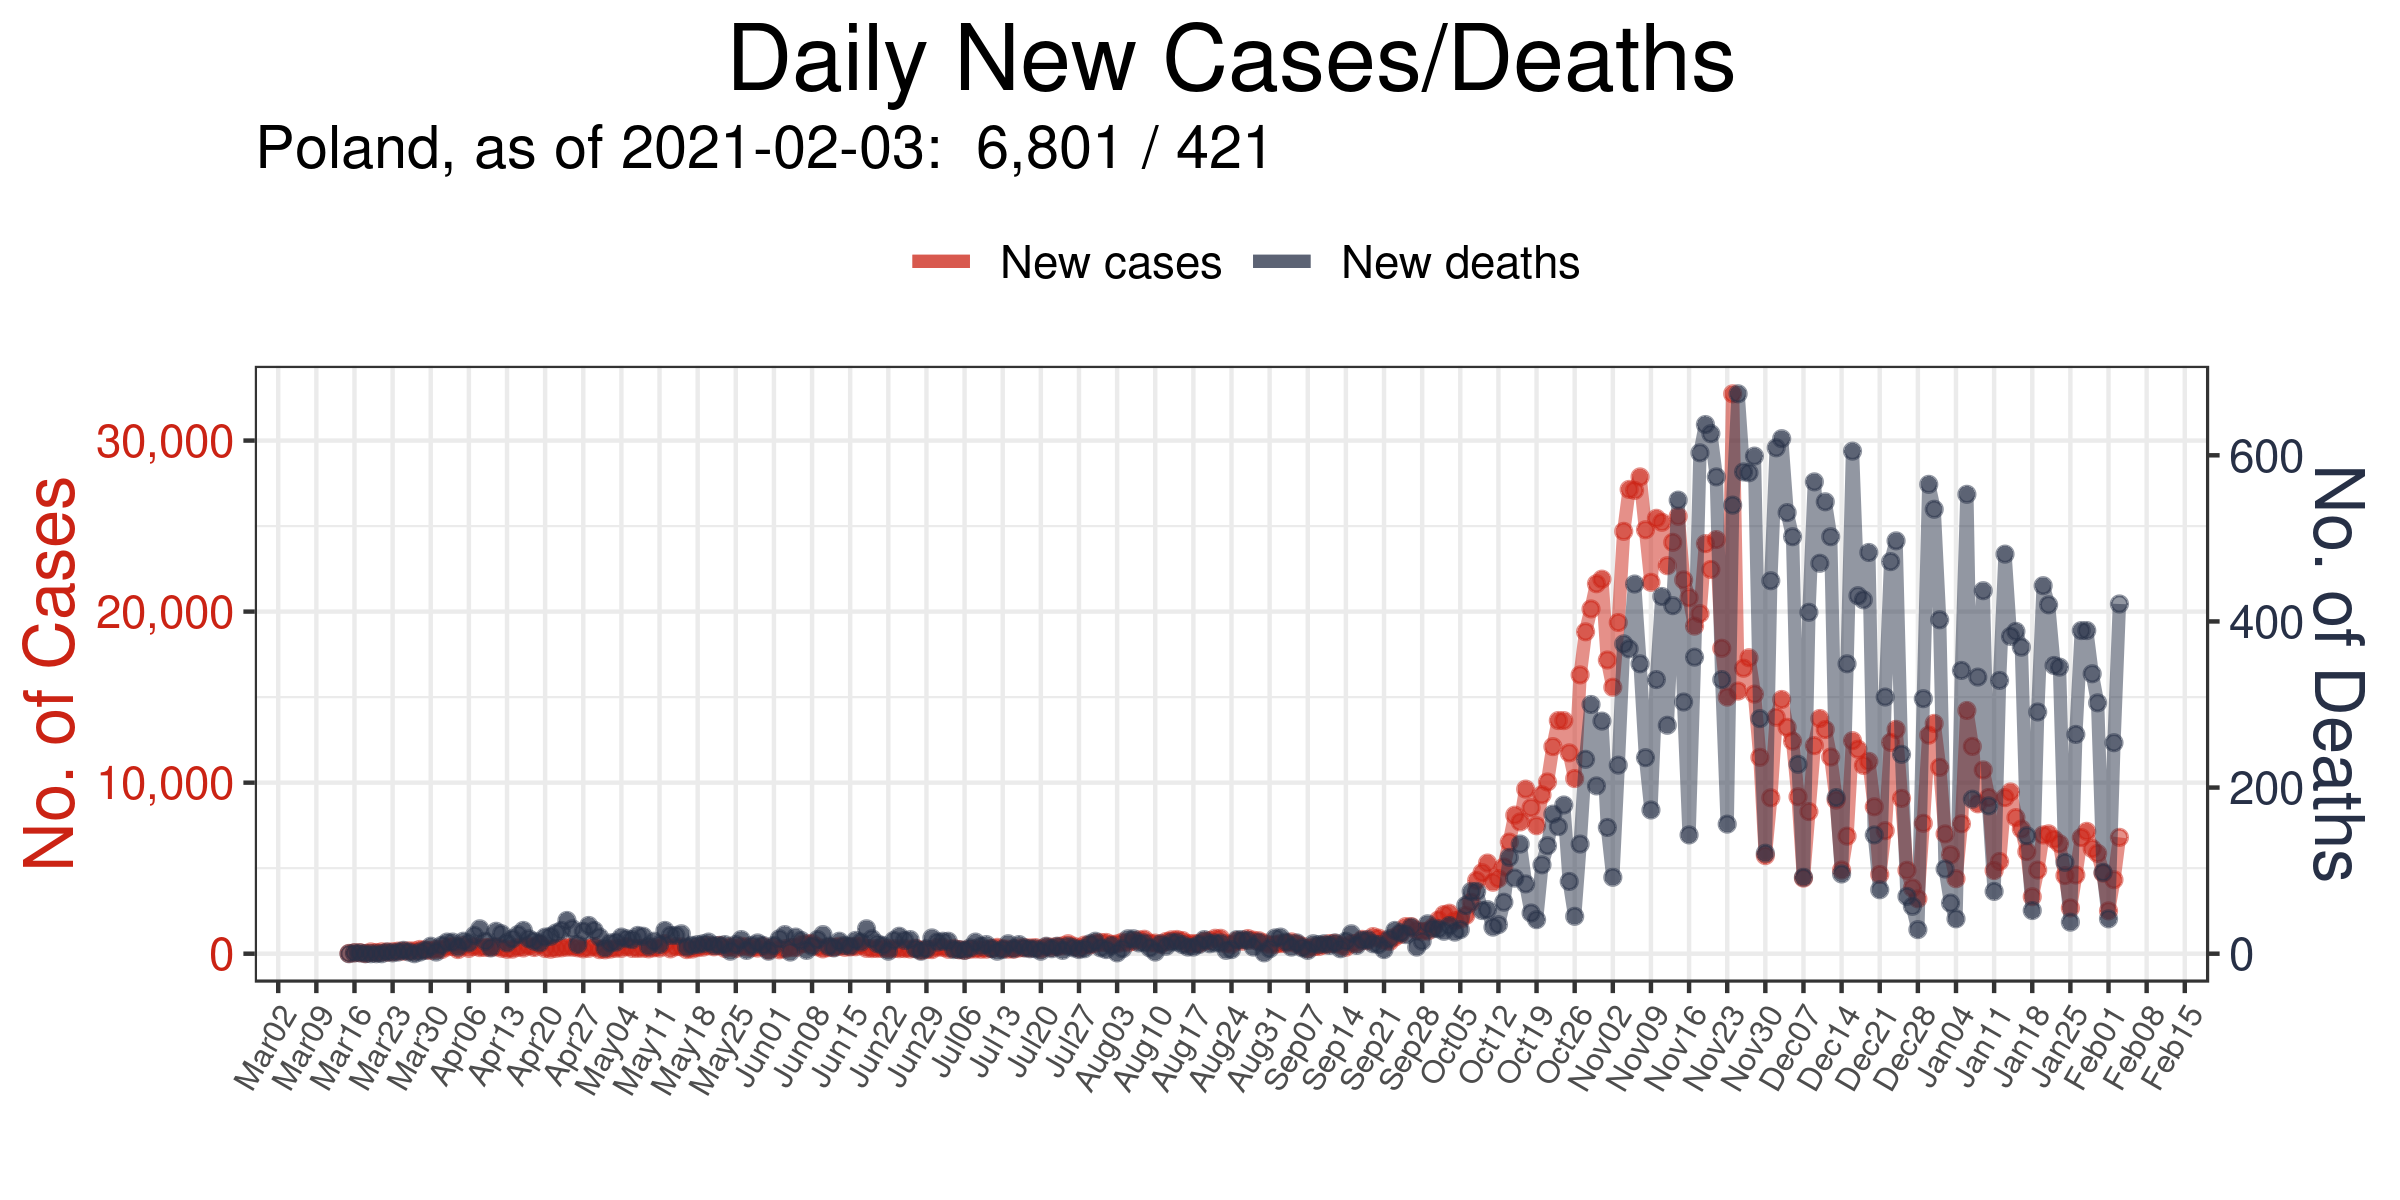 Daily New Cases/Deaths
Poland, as of 2021-02-03:  6,801 / 421
New cases
New deaths
No. of Cases
30,000
20,000
10,000
0
600
400
200
0
No. of Deaths
Mar02
Mar09
Mar16
Mar23
Mar30
Apr06
Apr13
Apr20
Apr27
May04
May11
May18
May25
Jun01
Jun08
Jun15
Jun22
Jun29
Jul06
Jul13
Jul20
Jul27
Aug03
Aug10
Aug17
Aug24
Aug31
Sep07
Sep14
Sep21
Sep28
Oct05
Oct12
Oct19
Oct26
Nov02
Nov09
Nov16
Nov23
Nov30
Dec07
Dec14
Dec21
Dec28
Jan04
Jan11
Jan18
Jan25
Feb01
Feb08
Feb15